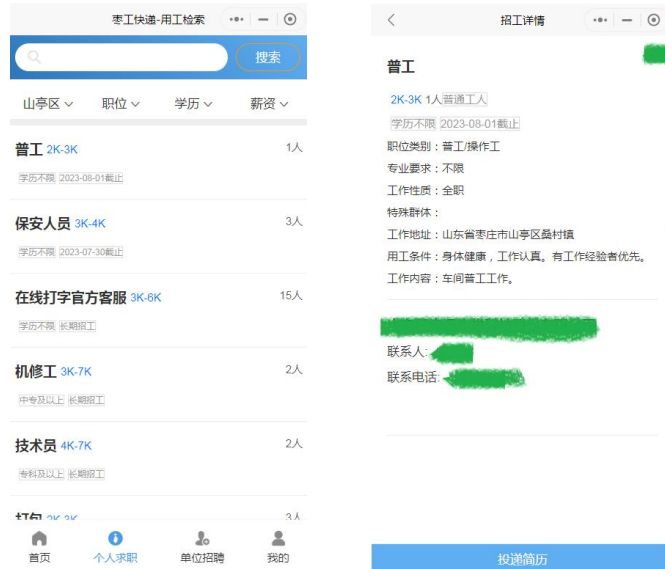 枣工快递-用工检索
搜索
山亭区 职位 学历 薪资
普工 2K-3K 1人
学历不限 2023-08-01截止
保安人员 3K-4K 3人
学历不限 2023-07-30截止
在线打字官方客服 3K-6K 15人
学历不限 长期招工
机修工 3K-7K 2人
中专及以上 长期招工
技术员 4K-7K 2人
专科及以上 长期招工
打包 2K-3K 3人
首页 个人求职 单位招聘 我的
招工详情
普工
2K-3K 1人 普通工人
学历不限 2023-08-01截止
职位类别：普工/操作工
专业要求：不限
工作性质：全职
特殊群体：
工作地址：山东省枣庄市山亭区桑村镇
用工条件：身体健康，工作认真。有工作经验者优先。
工作内容：车间普工工作。
联系人:
联系电话:
投递简历